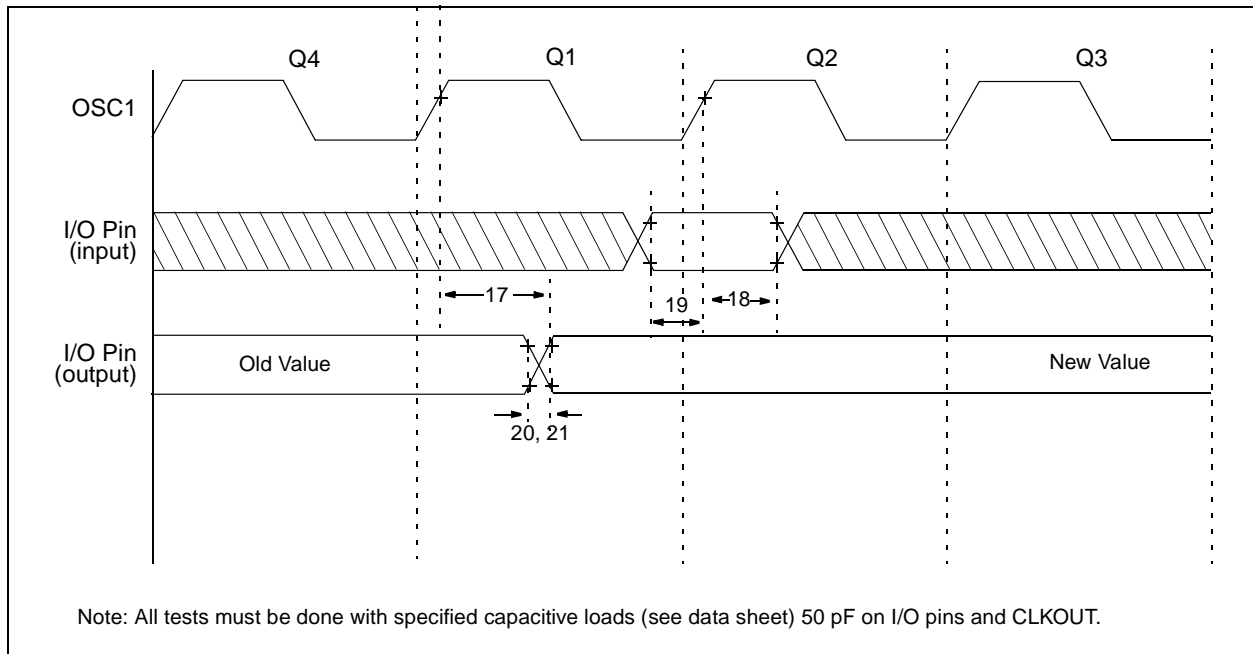 Q4 Q1 Q2 Q3
OSC1
I/O Pin
(input)
17
19
18
I/O Pin
(output)
Old Value
New Value
20, 21
Note: All tests must be done with specified capacitive loads (see data sheet) 50 pF on I/O pins and CLKOUT.